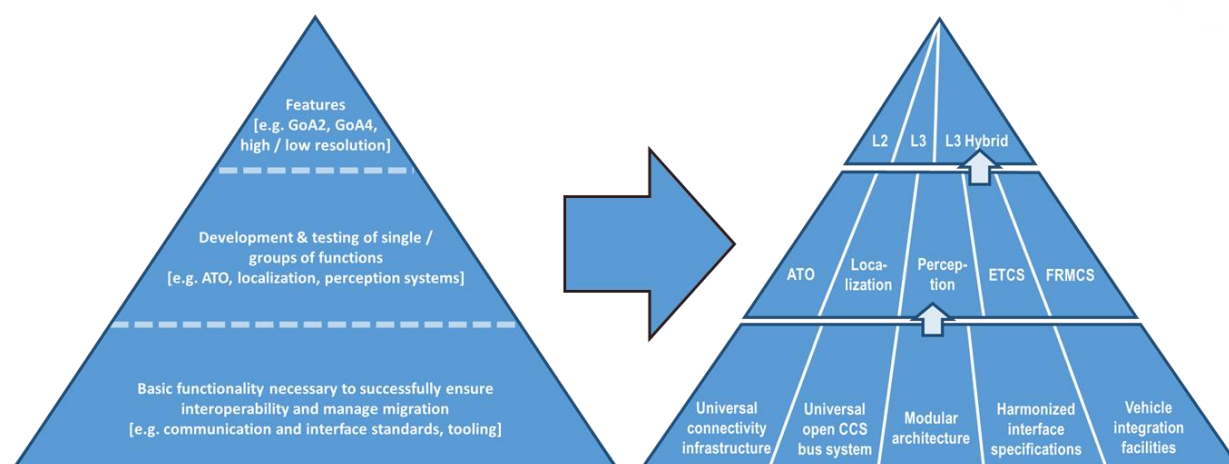 Features
[e.g. GoA2, GoA4,
high / low resolution]
Development & testing of single /
groups of functions
[e.g. ATO, localization, perception systems]
Basic functionality necessary to successfully ensure
interoperability and manage migration
[e.g. communication and interface standards, tooling]
L2
L3
L3 Hybrid
ATO
Loca-
lization
Percep-
tion
ETCS
FRMCS
Universal
connectivity
infrastructure
Universal
open CCS
bus system
Modular
architecture
Harmonized
interface
specifications
Vehicle
integration
facilities